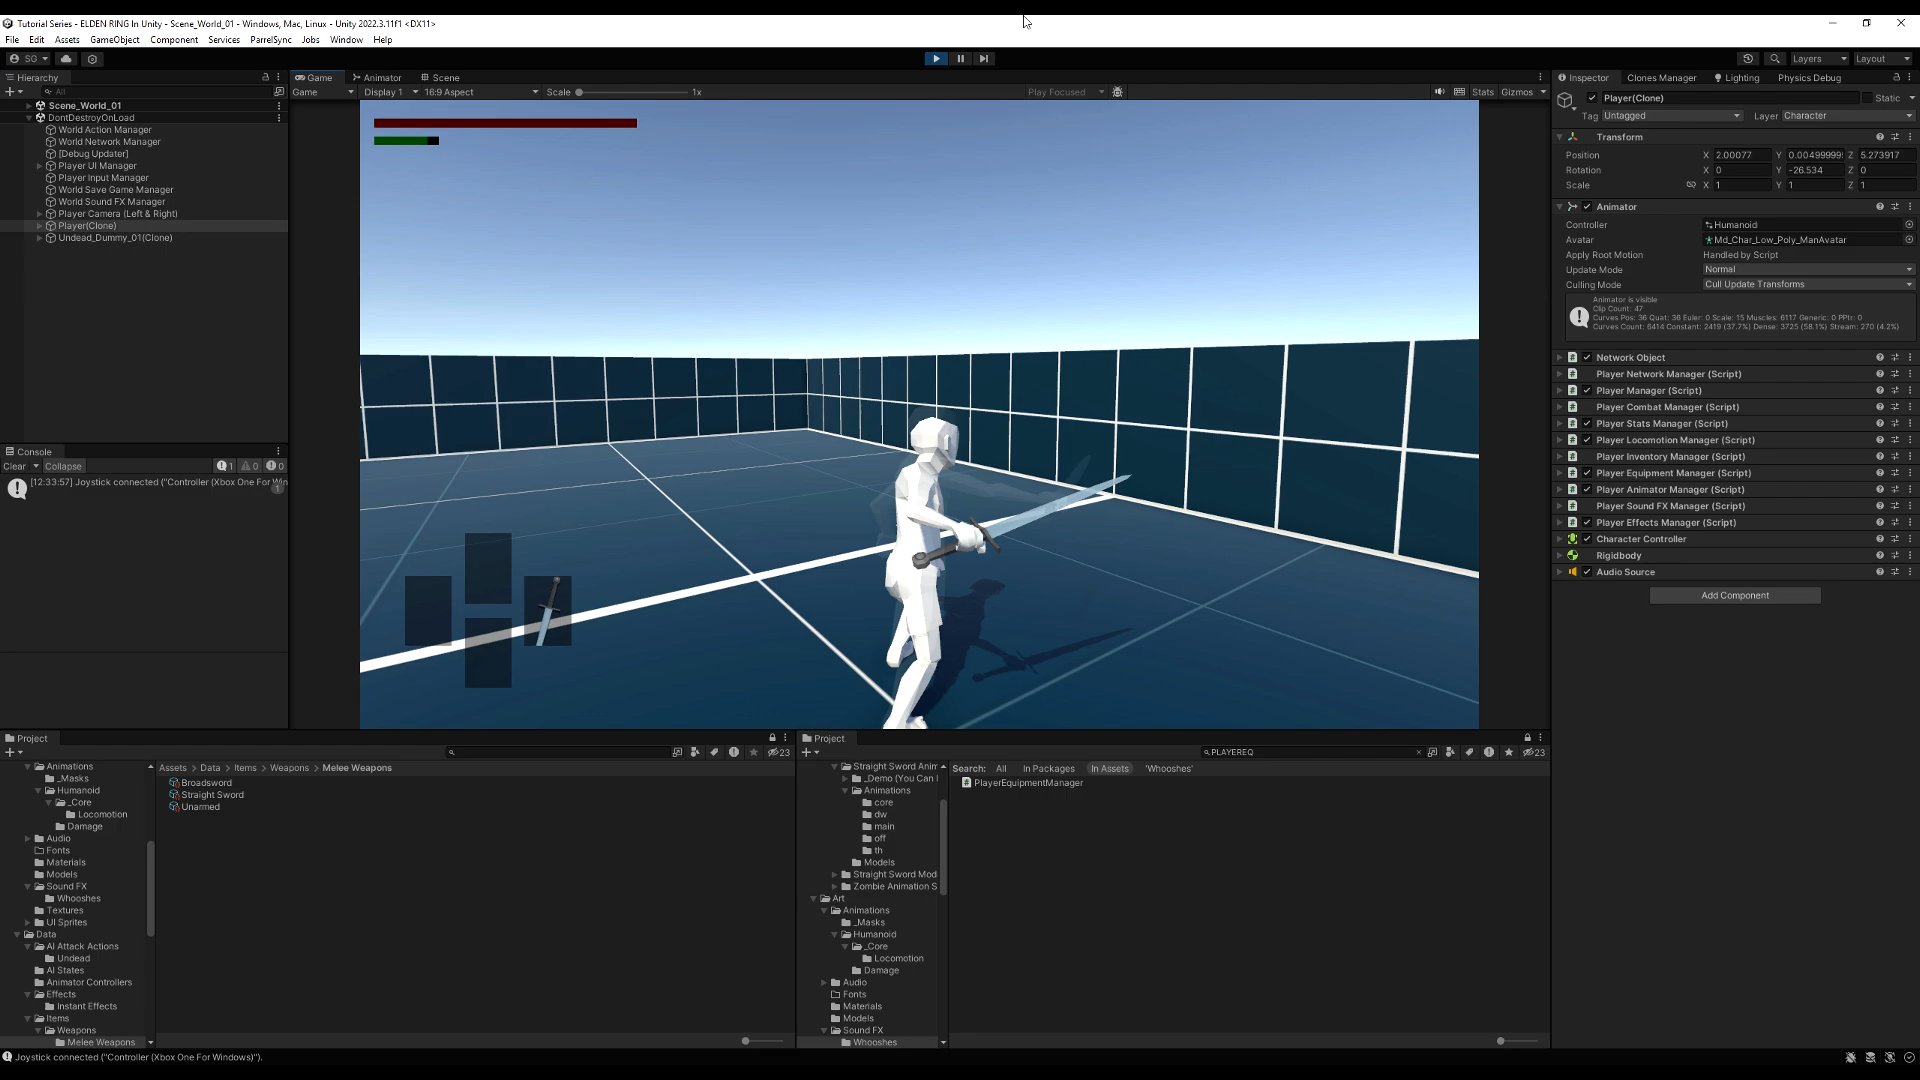 Tutorial Series - ELDEN RING In Unity - Scene_World_01 - Windows, Mac, Linux - Unity 2022.3.11f1 <DX11>
File Edit Assets GameObject Component Services ParrelSync Jobs Window Help
SG Layers Layout
Hierarchy
All
Scene_World_01
DontDestroyOnLoad
World Action Manager
World Network Manager
[Debug Updater]
Player UI Manager
Player Input Manager
World Save Game Manager
World Sound FX Manager
Player Camera (Left & Right)
Player(Clone)
Undead_Dummy_01(Clone)
Console
Clear Collapse 1 0 0
[12:33:57] Joystick connected ("Controller (Xbox One For Win
1
Game Animator Scene
Game Display 1 16:9 Aspect Scale 1x Play Focused Stats Gizmos
Inspector Clones Manager Lighting Physics Debug
Player(Clone) Static
Tag Untagged Layer Character
Transform
Position X 2.00077 Y 0.00499999 Z 5.273917
Rotation X 0 Y -26.534 Z 0
Scale X 1 Y 1 Z 1
Animator
Controller Humanoid
Avatar Md_Char_Low_Poly_ManAvatar
Apply Root Motion Handled by Script
Update Mode Normal
Culling Mode Cull Update Transforms
Animator is visible
Clip Count: 47
Curves Pos: 36 Quat: 36 Euler: 0 Scale: 15 Muscles: 6117 Generic: 0 PPtr: 0
Curves Count: 6414 Constant: 2419 (37.7%) Dense: 3725 (58.1%) Stream: 270 (4.2%)
Network Object
Player Network Manager (Script)
Player Manager (Script)
Player Combat Manager (Script)
Player Stats Manager (Script)
Player Locomotion Manager (Script)
Player Inventory Manager (Script)
Player Equipment Manager (Script)
Player Animator Manager (Script)
Player Sound FX Manager (Script)
Player Effects Manager (Script)
Character Controller
Rigidbody
Audio Source
Add Component
Project
23
Animations
_Masks
Humanoid
_Core
Locomotion
Damage
Audio
Fonts
Materials
Models
Sound FX
Whooshes
Textures
UI Sprites
Data
AI Attack Actions
Undead
AI States
Animator Controllers
Effects
Instant Effects
Items
Weapons
Melee Weapons
Assets > Data > Items > Weapons > Melee Weapons
Broadsword
Straight Sword
Unarmed
Project
PLAYEREQ 23
Straight Sword Anim
_Demo (You Can I
Animations
core
dw
main
off
th
Models
Straight Sword Mod
Zombie Animation S
Art
Animations
_Masks
Humanoid
_Core
Locomotion
Damage
Audio
Fonts
Materials
Models
Sound FX
Whooshes
Search: All In Packages In Assets 'Whooshes'
PlayerEquipmentManager
Joystick connected ("Controller (Xbox One For Windows)").